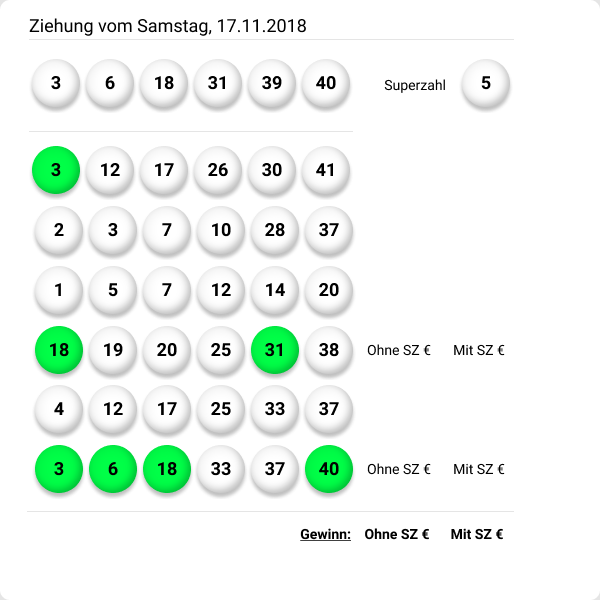 Ziehung vom Samstag, 17.11.2018
3 6 18 31 39 40 Superzahl 5
3 12 17 26 30 41
2 3 7 10 28 37
1 5 7 12 14 20
18 19 20 25 31 38 Ohne SZ € Mit SZ €
4 12 17 25 33 37
3 6 18 33 37 40 Ohne SZ € Mit SZ €
Gewinn: Ohne SZ € Mit SZ €